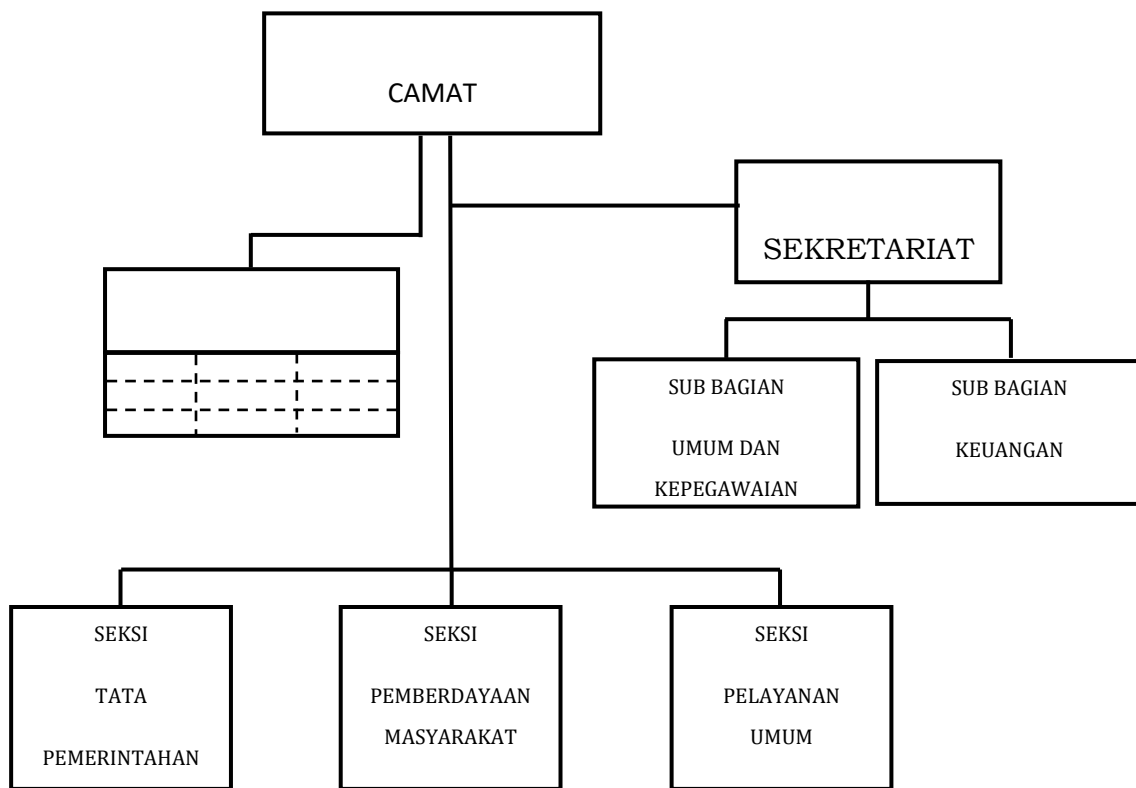 CAMAT
SEKRETARIAT
SUB BAGIAN
UMUM DAN
KEPEGAWAIAN
SUB BAGIAN
KEUANGAN
SEKSI
TATA
PEMERINTAHAN
SEKSI
PEMBERDAYAAN
MASYARAKAT
SEKSI
PELAYANAN
UMUM